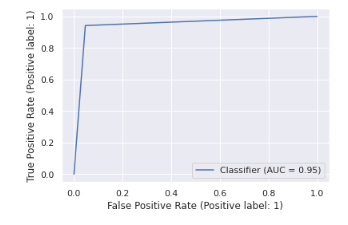 True Positive Rate (Positive label: 1)
1.0
0.8
0.6
0.4
0.2
0.0
Classifier (AUC = 0.95)
0.0 0.2 0.4 0.6 0.8 1.0
False Positive Rate (Positive label: 1)